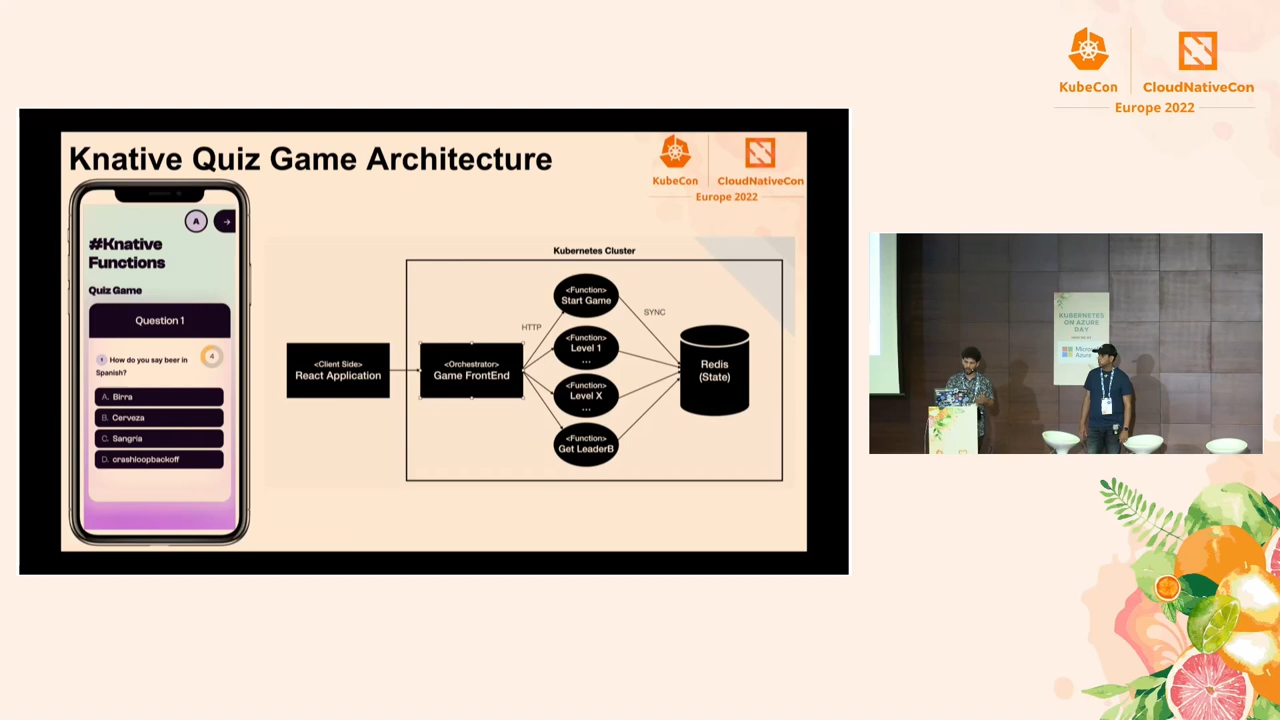 KubeCon
CloudNativeCon
Europe 2022
Knative Quiz Game Architecture
KubeCon
CloudNativeCon
Europe 2022
A
#Knative
Functions
Quiz Game
Question 1
1 How do you say beer in
Spanish?
4
A. Birra
B. Cerveza
C. Sangria
D. crashloopbackoff
Kubernetes Cluster
<Client Side>
React Application
<Orchestrator>
Game FrontEnd
HTTP
<Function>
Start Game
<Function>
Level 1
...
<Function>
Level X
...
<Function>
Get LeaderB
SYNC
Redis
(State)
KUBERNETES
ON AZURE
DAY
Azure